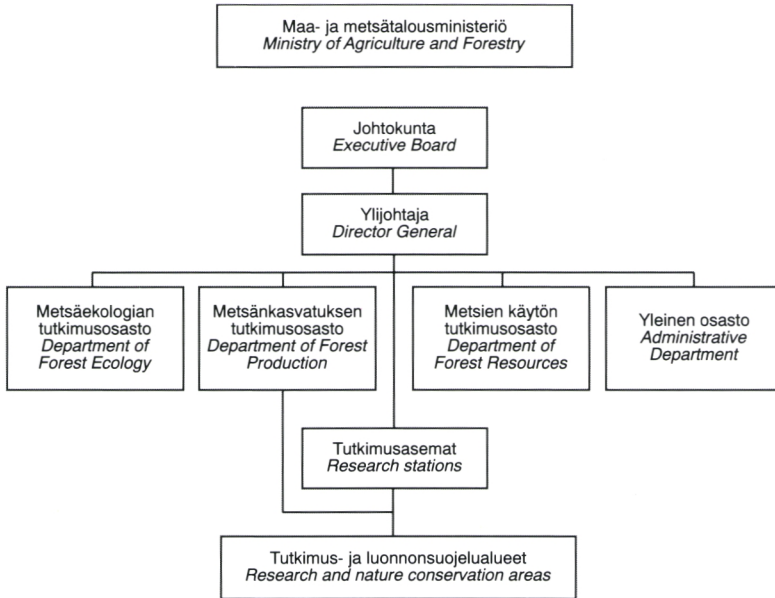 Maa- ja metsätalousministeriö
Ministry of Agriculture and Forestry
Johtokunta
Executive Board
Ylijohtaja
Director General
Metsäekologian
tutkimusosasto
Department of
Forest Ecology
Metsänkasvatuksen
tutkimusosasto
Department of Forest
Production
Metsien käytön
tutkimusosasto
Department of
Forest Resources
Yleinen osasto
Administrative
Department
Tutkimusasemat
Research stations
Tutkimus- ja luonnonsuojelualueet
Research and nature conservation areas